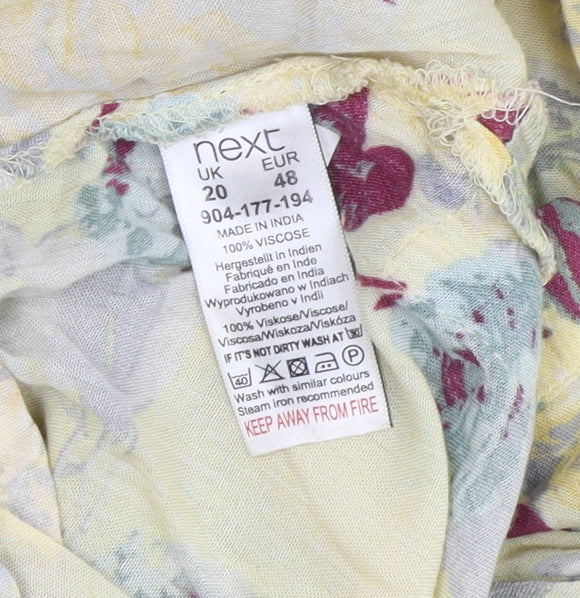 next
UK EUR
20 48
904-177-194
MADE IN INDIA
100% VISCOSE
Hergestellt in Indien
Fabriqué en Inde
Fabricado en India
Wyprodukowano w Indiach
Vyrobeno v Indii
100% Viskose/Viscose/
Viscosa/Wiskoza/Viskóza
IF IT'S NOT DIRTY WASH AT
40 P
Wash with similar colours
Steam iron recommended
KEEP AWAY FROM FIRE